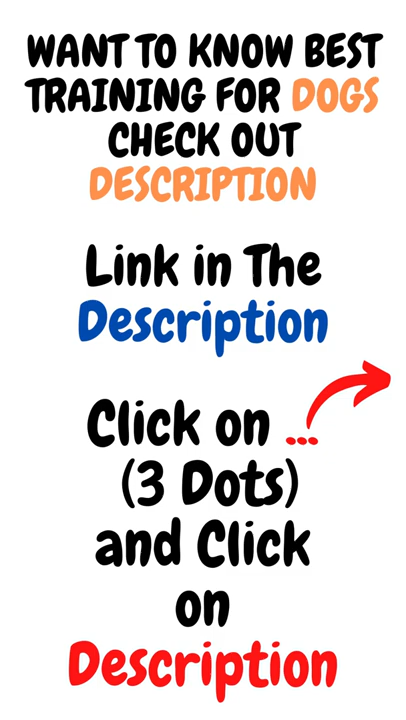 WANT TO KNOW BEST
TRAINING FOR DOGS
CHECK OUT
DESCRIPTION
Link in The
Description
Click on ...
(3 Dots)
and Click
on
Description